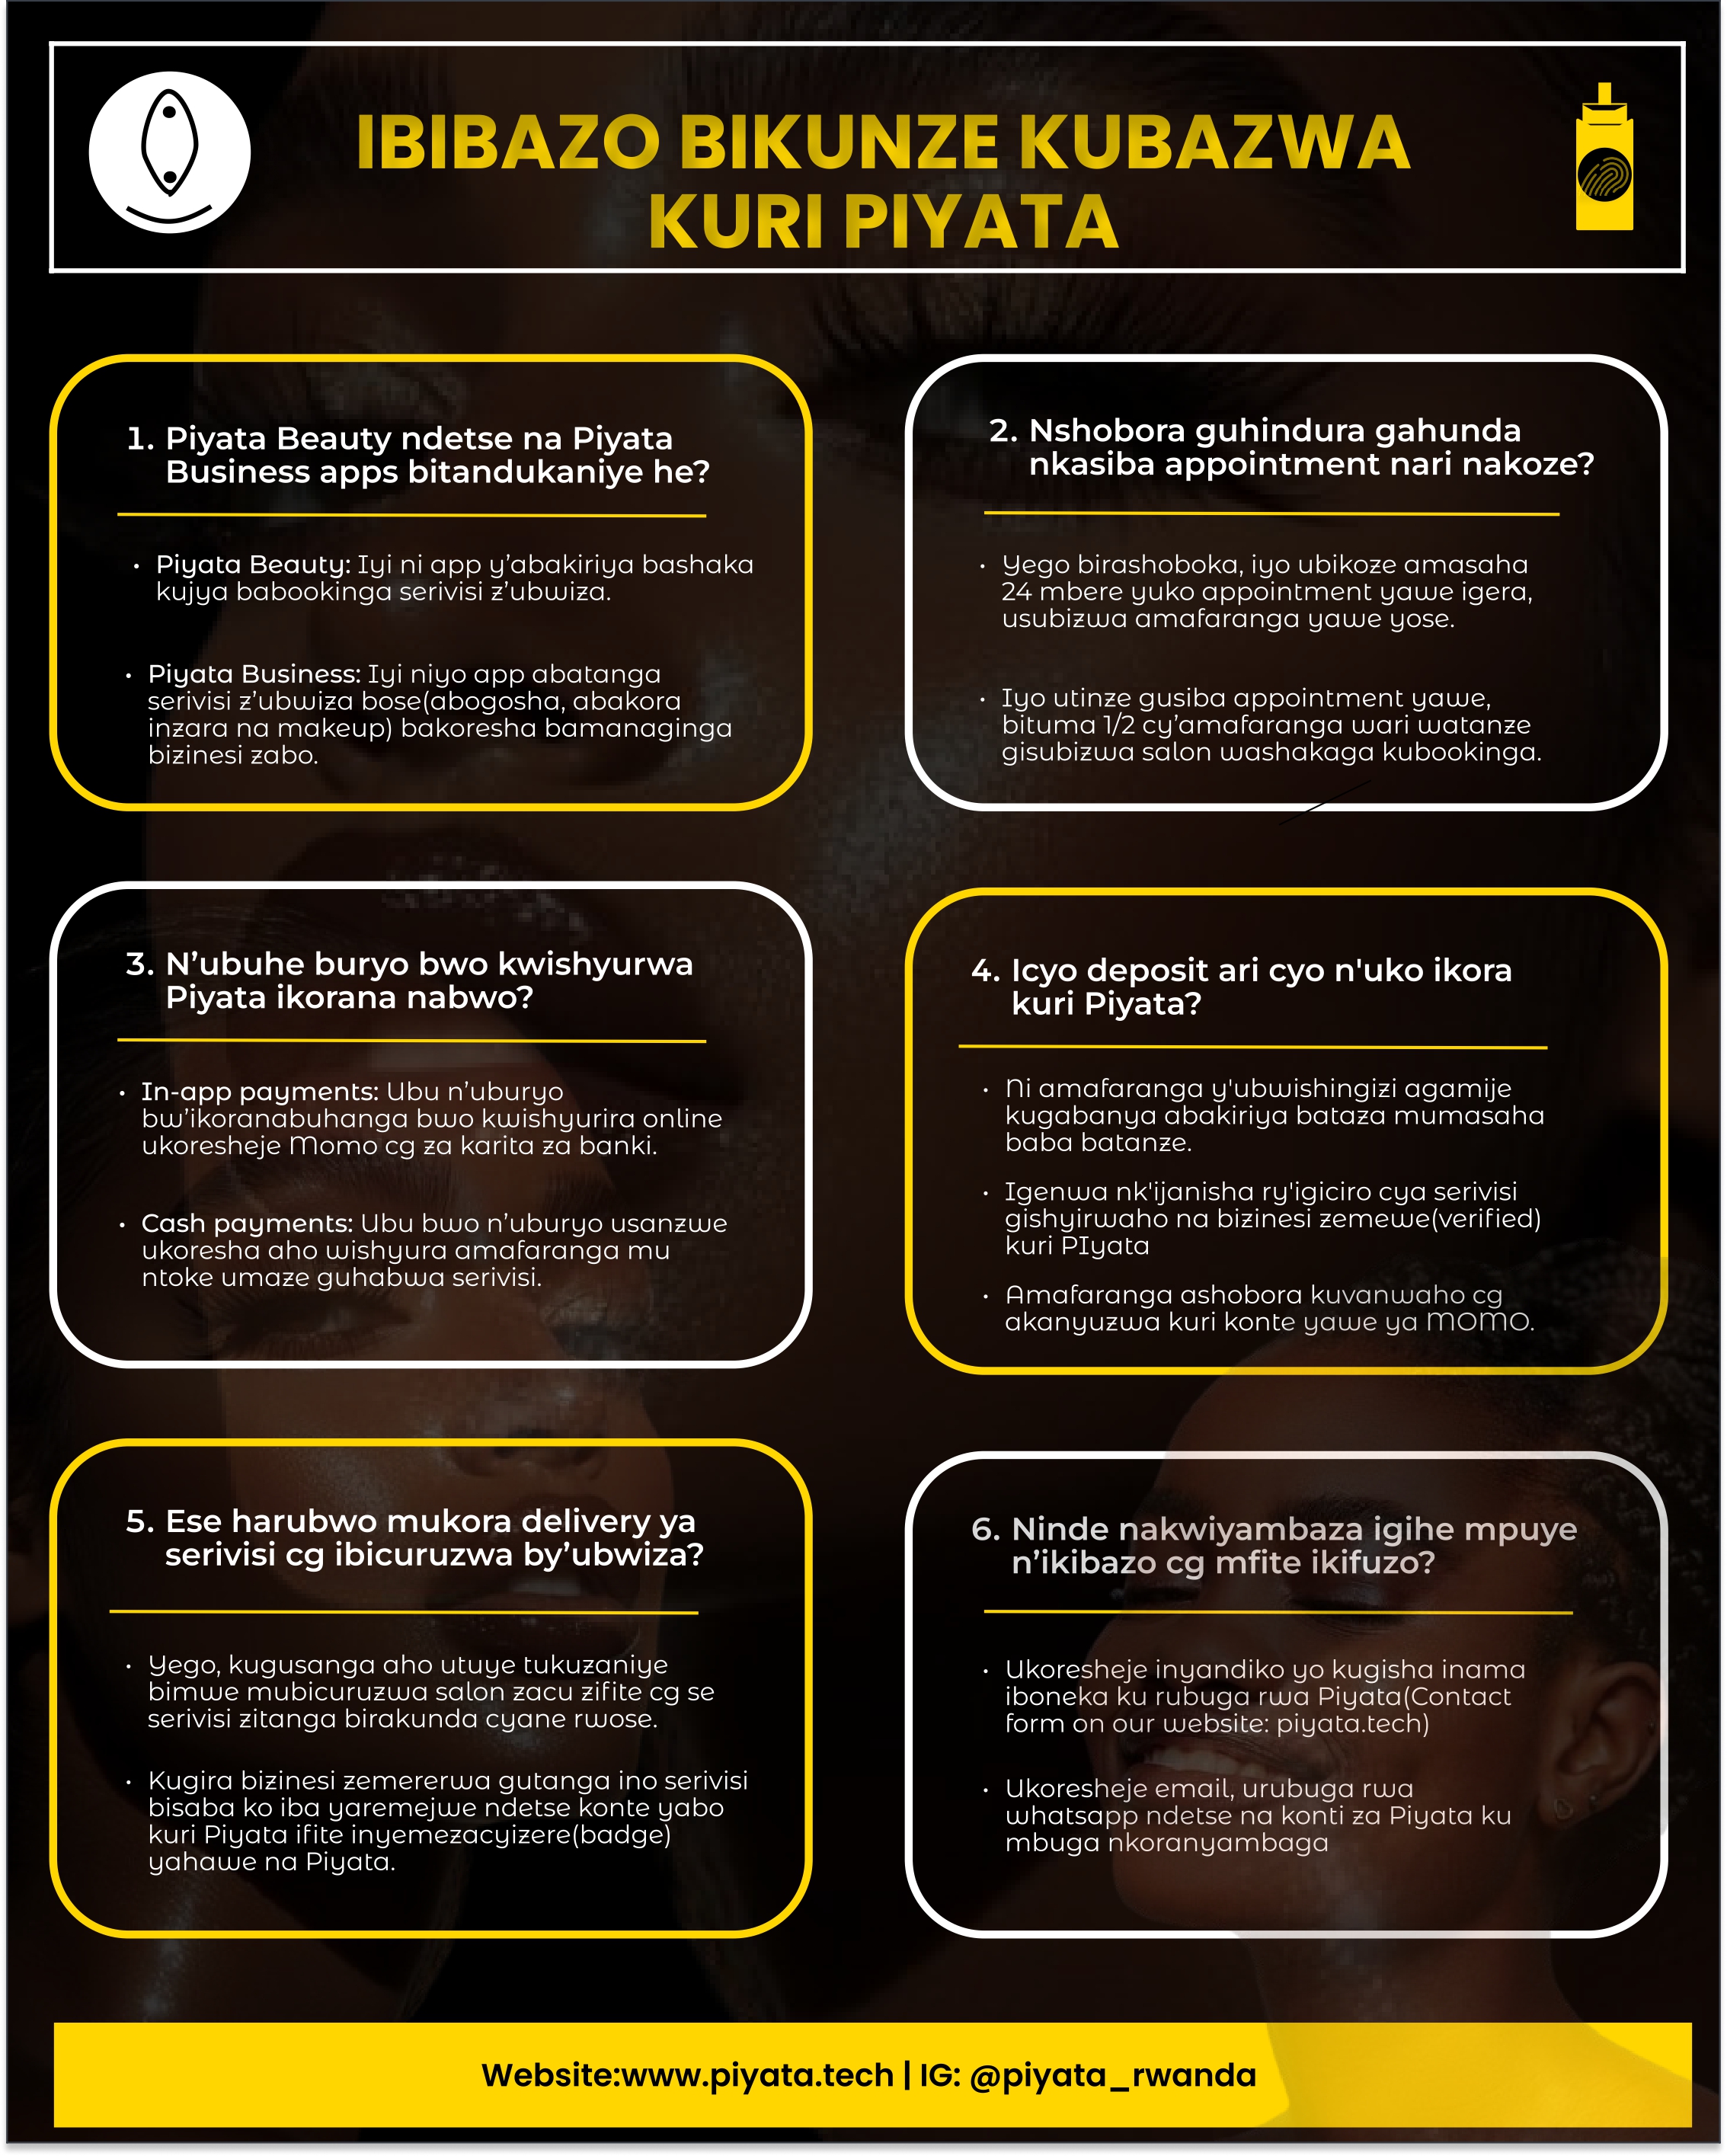 IBIBAZO BIKUNZE KUBAZWA
KURI PIYATA
1. Piyata Beauty ndetse na Piyata
Business apps bitandukaniye he?
• Piyata Beauty: Iyi ni app y’abakiriya bashaka
kujya babookinga serivisi z’ubwiza.
• Piyata Business: Iyi niyo app abatanga
serivisi z’ubwiza bose(abogosha, abakora
inzara na makeup) bakoresha bamanaginga
bizinesi zabo.
2. Nshobora guhindura gahunda
nkasiba appointment nari nakoze?
• Yego birashoboka, iyo ubikoze amasaha
24 mbere yuko appointment yawe igera,
usubizwa amafaranga yawe yose.
• Iyo utinze gusiba appointment yawe,
bituma 1/2 cy’amafaranga wari watanze
gisubizwa salon washakaga kubookinga.
3. N’ubuhe buryo bwo kwishyurwa
Piyata ikorana nabwo?
• In-app payments: Ubu n’uburyo
bw’ikoranabuhanga bwo kwishyurira online
ukoresheje Momo cg za karita za banki.
• Cash payments: Ubu bwo n’uburyo usanzwe
ukoresha aho wishyura amafaranga mu
ntoke umaze guhabwa serivisi.
4. Icyo deposit ari cyo n'uko ikora
kuri Piyata?
• Ni amafaranga y'ubwishingizi agamije
kugabanya abakiriya bataza mumasaha
baba batanze.
• Igenwa nk'ijanisha ry'igiciro cya serivisi
gishyirwaho na bizinesi zemewe(verified)
kuri PIyata
• Amafaranga ashobora kuvanwaho cg
akanyuzwa kuri konte yawe ya MOMO.
5. Ese harubwo mukora delivery ya
serivisi cg ibicuruzwa by’ubwiza?
• Yego, kugusanga aho utuye tukuzaniye
bimwe mubicuruzwa salon zacu zifite cg se
serivisi zitanga birakunda cyane rwose.
• Kugira bizinesi zemererwa gutanga ino serivisi
bisaba ko iba yaremejwe ndetse konte yabo
kuri Piyata ifite inyemezacyizere(badge)
yahawe na Piyata.
6. Ninde nakwiyambaza igihe mpuye
n’ikibazo cg mfite ikifuzo?
• Ukoresheje inyandiko yo kugisha inama
iboneka ku rubuga rwa Piyata(Contact
form on our website: piyata.tech)
• Ukoresheje email, urubuga rwa
whatsapp ndetse na konti za Piyata ku
mbuga nkoranyambaga
Website:www.piyata.tech | IG: @piyata_rwanda